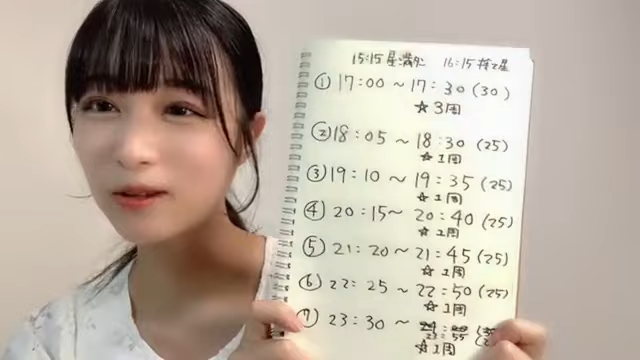 15:15 星満タン 16:15 捨て星
① 17:00 ~ 17:30 (30)
☆3周
② 18:05 ~ 18:30 (25)
☆1周
③ 19:10 ~ 19:35 (25)
☆1周
④ 20:15~ 20:40 (25)
☆1周
⑤ 21:20~21:45 (25)
☆1周
⑥ 22:25 ~22:50 (25)
☆1周
⑦ 23:30 ~
23:55
☆1周